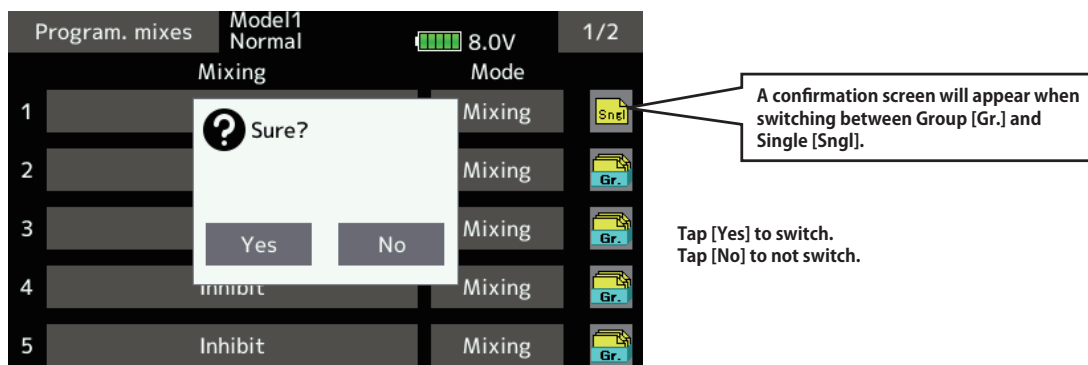 Program. mixes
Model1
Normal
8.0V
1/2
Mixing Mode
1 Mixing Sngl
A confirmation screen will appear when
switching between Group [Gr.] and
Single [Sngl].
? Sure?
2 Mixing Gr.
3 Mixing Gr.
Yes No
Tap [Yes] to switch.
Tap [No] to not switch.
4 Inhibit Mixing Gr.
5 Inhibit Mixing Gr.